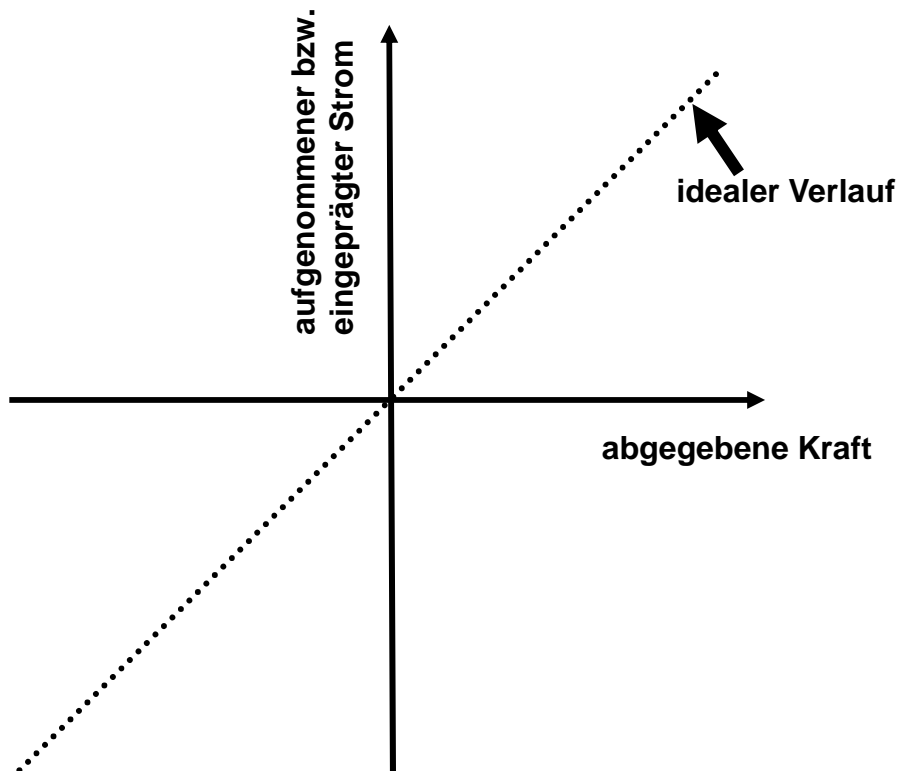 aufgenommener bzw.
eingeprägter Strom
idealer Verlauf
abgegebene Kraft